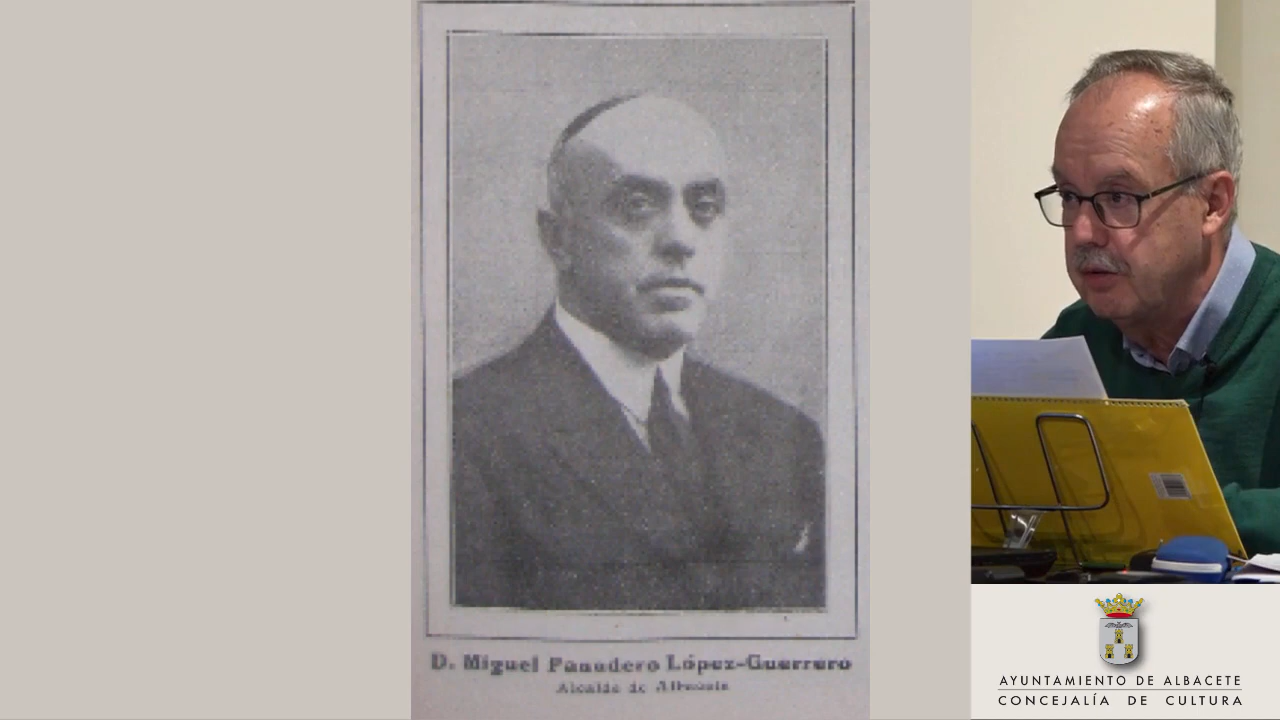 D. Miguel Panadero López-Guerrero
Alcalde de Albacete
AYUNTAMIENTO DE ALBACETE
CONCEJALÍA DE CULTURA